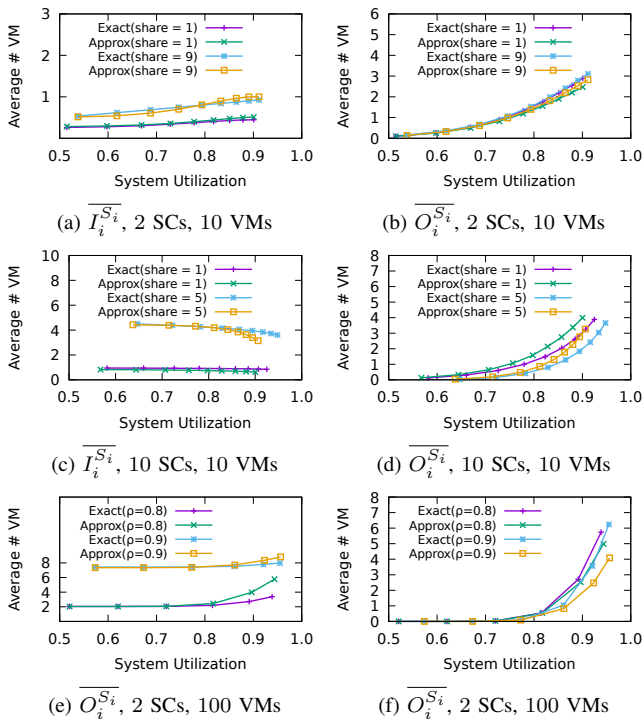 Average # VM
3
2
1
0
Exact(share = 1)
Approx(share = 1)
Exact(share = 9)
Approx(share = 9)
0.5 0.6 0.7 0.8 0.9 1.0
System Utilization
(a) I_i^{S_i}, 2 SCs, 10 VMs
Average # VM
6
5
4
3
2
1
0
Exact(share = 1)
Approx(share = 1)
Exact(share = 9)
Approx(share = 9)
0.5 0.6 0.7 0.8 0.9 1.0
System Utilization
(b) O_i^{S_i}, 2 SCs, 10 VMs
Average # VM
10
8
6
4
2
0
Exact(share = 1)
Approx(share = 1)
Exact(share = 5)
Approx(share = 5)
0.5 0.6 0.7 0.8 0.9 1.0
System Utilization
(c) I_i^{S_i}, 10 SCs, 10 VMs
Average # VM
8
7
6
5
4
3
2
1
0
Exact(share = 1)
Approx(share = 1)
Exact(share = 5)
Approx(share = 5)
0.5 0.6 0.7 0.8 0.9 1.0
System Utilization
(d) O_i^{S_i}, 10 SCs, 10 VMs
Average # VM
8
6
4
2
Exact(ρ=0.8)
Approx(ρ=0.8)
Exact(ρ=0.9)
Approx(ρ=0.9)
0.5 0.6 0.7 0.8 0.9 1.0
System Utilization
(e) O_i^{S_i}, 2 SCs, 100 VMs
Average # VM
8
7
6
5
4
3
2
1
0
Exact(ρ=0.8)
Approx(ρ=0.8)
Exact(ρ=0.9)
Approx(ρ=0.9)
0.5 0.6 0.7 0.8 0.9 1.0
System Utilization
(f) O_i^{S_i}, 2 SCs, 100 VMs